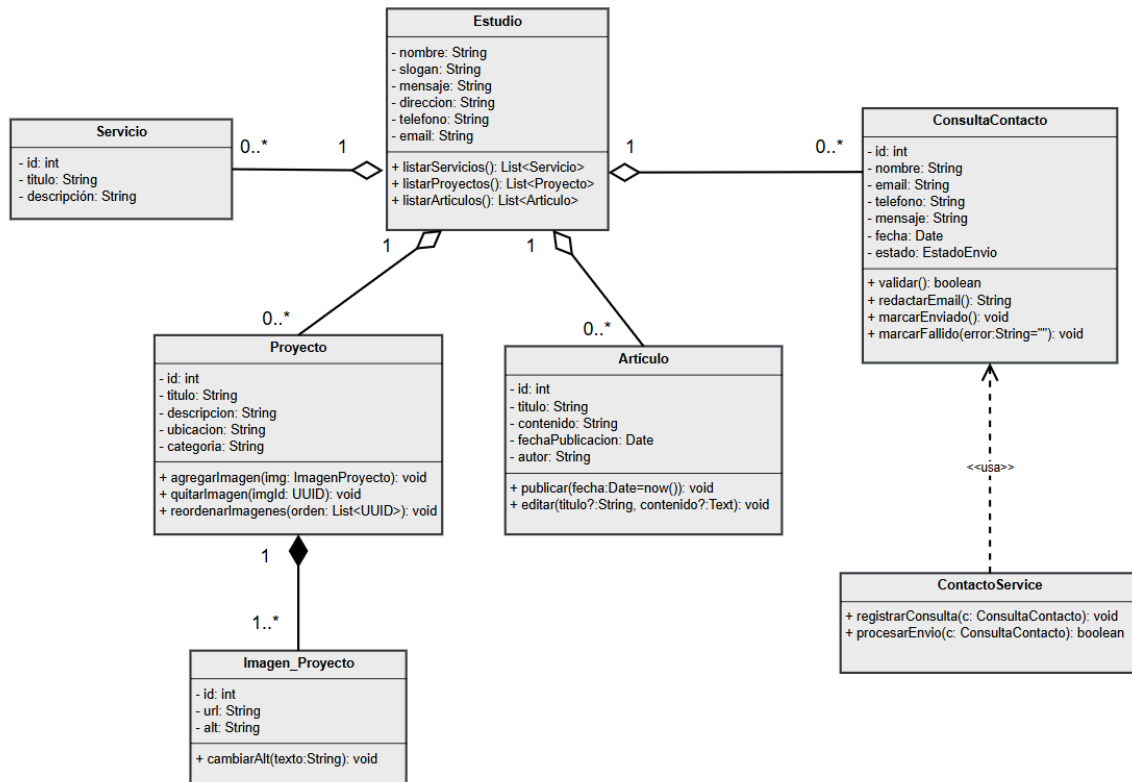 Estudio
- nombre: String
- slogan: String
- mensaje: String
- direccion: String
- telefono: String
- email: String
+ listarServicios(): List<Servicio>
+ listarProyectos(): List<Proyecto>
+ listarArticulos(): List<Articulo>
Servicio
- id: int
- titulo: String
- descripción: String
0..*
1
1
0..*
ConsultaContacto
- id: int
- nombre: String
- email: String
- telefono: String
- mensaje: String
- fecha: Date
- estado: EstadoEnvio
+ validar(): boolean
+ redactarEmail(): String
+ marcarEnviado(): void
+ marcarFallido(error:String=""): void
1
1
0..*
0..*
Proyecto
- id: int
- titulo: String
- descripcion: String
- ubicacion: String
- categoria: String
+ agregarImagen(img: ImagenProyecto): void
+ quitarImagen(imgId: UUID): void
+ reordenarImagenes(orden: List<UUID>): void
Artículo
- id: int
- titulo: String
- contenido: String
- fechaPublicacion: Date
- autor: String
+ publicar(fecha:Date=now()): void
+ editar(titulo?:String, contenido?:Text): void
<<usa>>
1
1..*
ContactoService
+ registrarConsulta(c: ConsultaContacto): void
+ procesarEnvio(c: ConsultaContacto): boolean
Imagen_Proyecto
- id: int
- url: String
- alt: String
+ cambiarAlt(texto:String): void